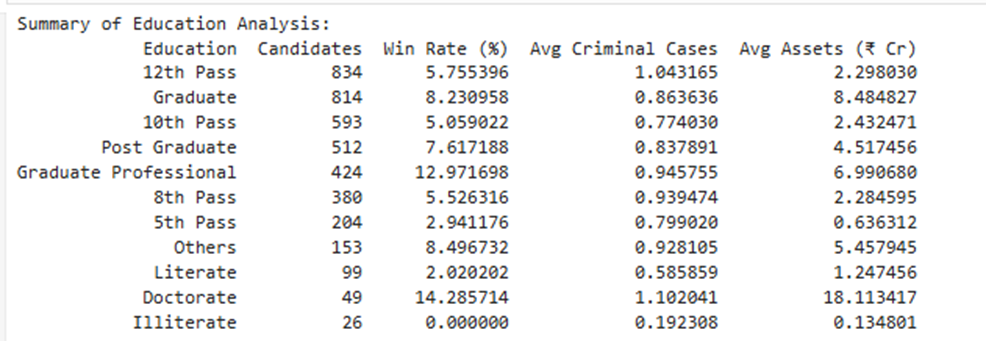 Summary of Education Analysis:
Education Candidates Win Rate (%) Avg Criminal Cases Avg Assets (₹ Cr)
12th Pass 834 5.755396 1.043165 2.298030
Graduate 814 8.230958 0.863636 8.484827
10th Pass 593 5.059022 0.774030 2.432471
Post Graduate 512 7.617188 0.837891 4.517456
Graduate Professional 424 12.971698 0.945755 6.990680
8th Pass 380 5.526316 0.939474 2.284595
5th Pass 204 2.941176 0.799020 0.636312
Others 153 8.496732 0.928105 5.457945
Literate 99 2.020202 0.585859 1.247456
Doctorate 49 14.285714 1.102041 18.113417
Illiterate 26 0.000000 0.192308 0.134801